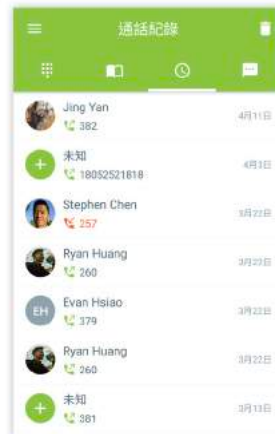 通話紀錄
Jing Yan
382
4月11日
未知
18052521818
4月3日
Stephen Chen
257
3月22日
Ryan Huang
260
3月22日
EH
Evan Hsiao
379
3月22日
Ryan Huang
260
3月22日
未知
381
3月13日